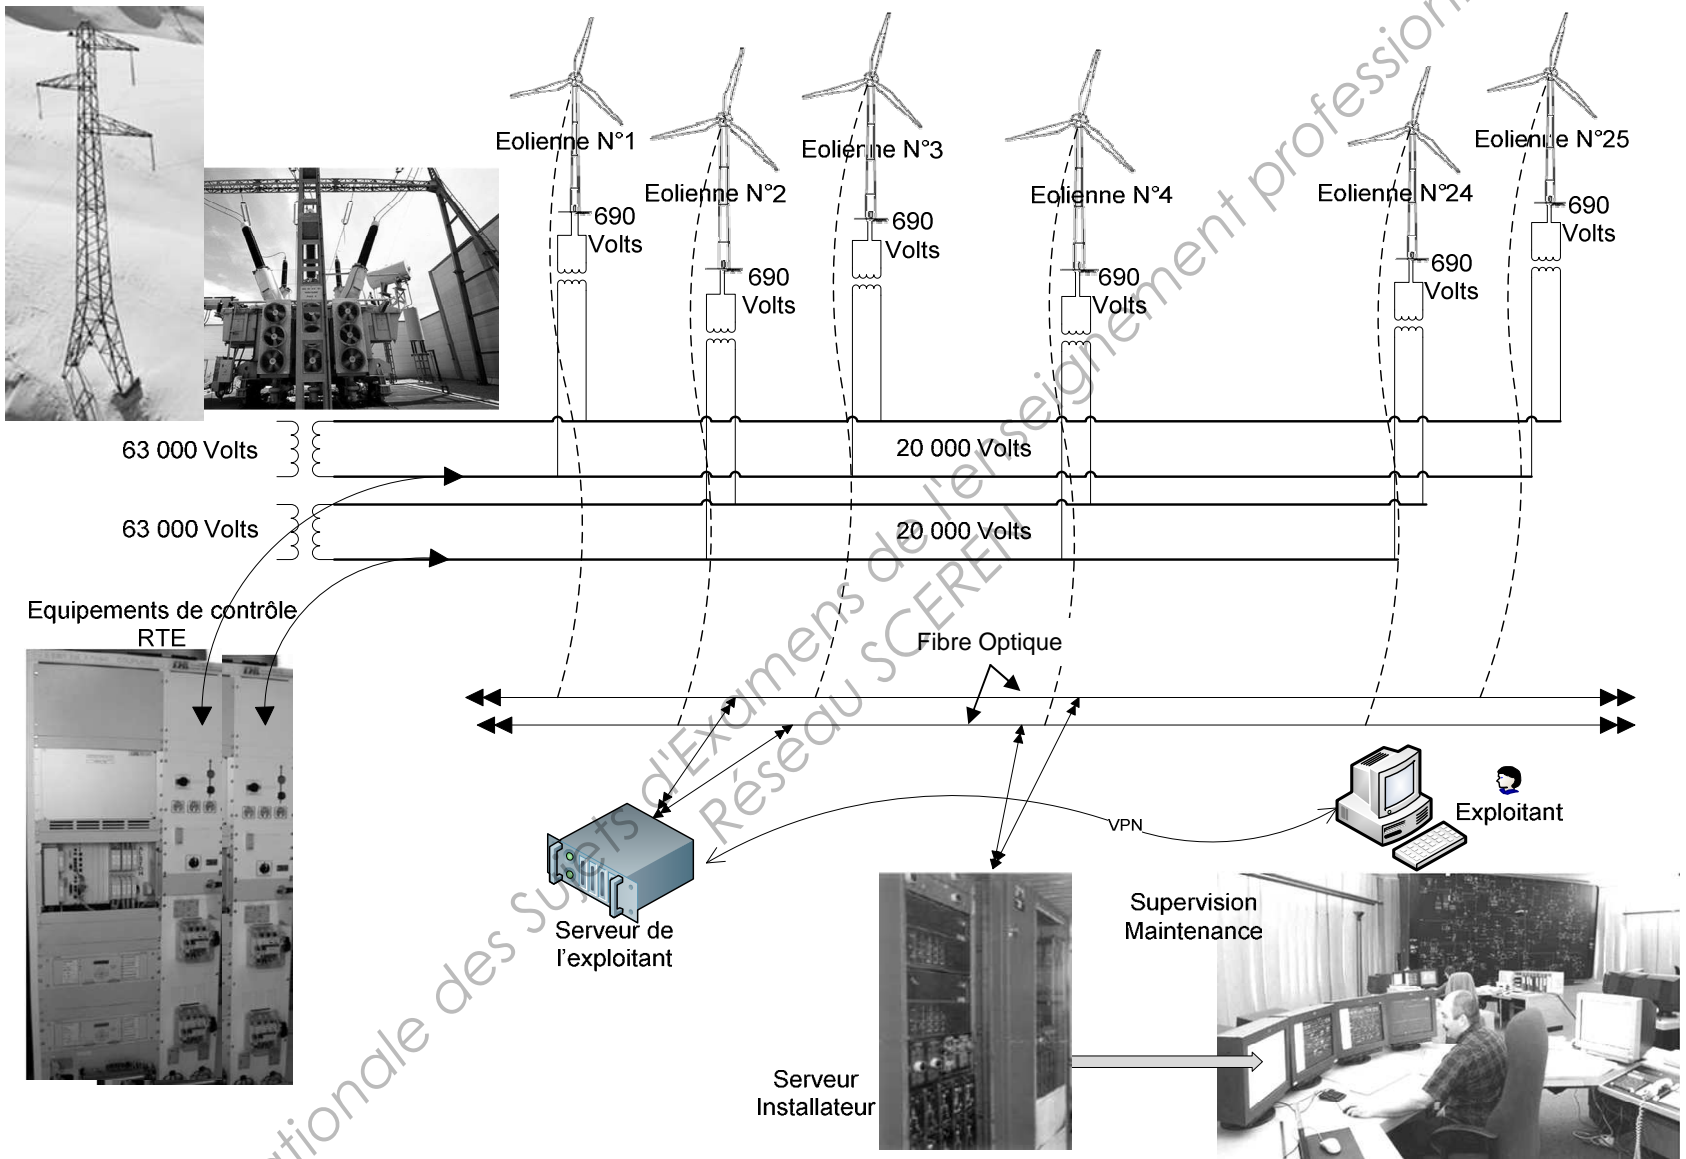 Eolienne N°1
Eolienne N°2
Eolienne N°3
Eolienne N°4
Eolienne N°24
Eolienne N°25
690
Volts
690
Volts
690
Volts
690
Volts
690
Volts
690
Volts
63 000 Volts
20 000 Volts
63 000 Volts
20 000 Volts
Equipements de contrôle
RTE
Fibre Optique
VPN
Exploitant
Serveur de
l'exploitant
Supervision
Maintenance
Serveur
Installateur
ationale des Sujets d'Examens de l'enseignement profession
Réseau SCEREN